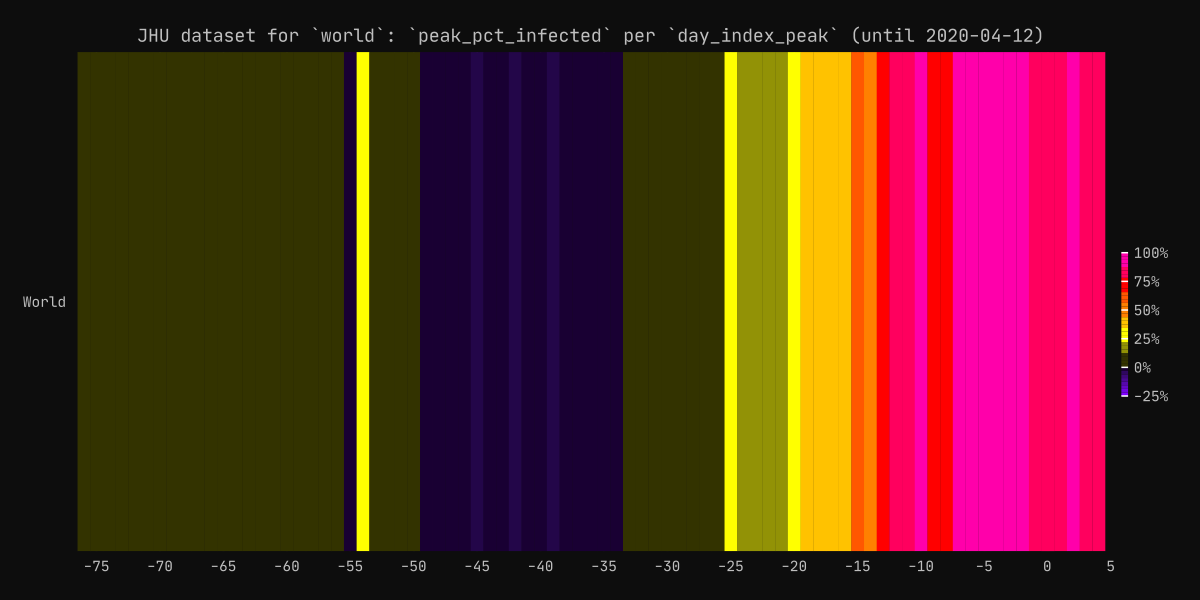 JHU dataset for `world`: `peak_pct_infected` per `day_index_peak` (until 2020-04-12)
World
100%
75%
50%
25%
0%
-25%
-75 -70 -65 -60 -55 -50 -45 -40 -35 -30 -25 -20 -15 -10 -5 0 5